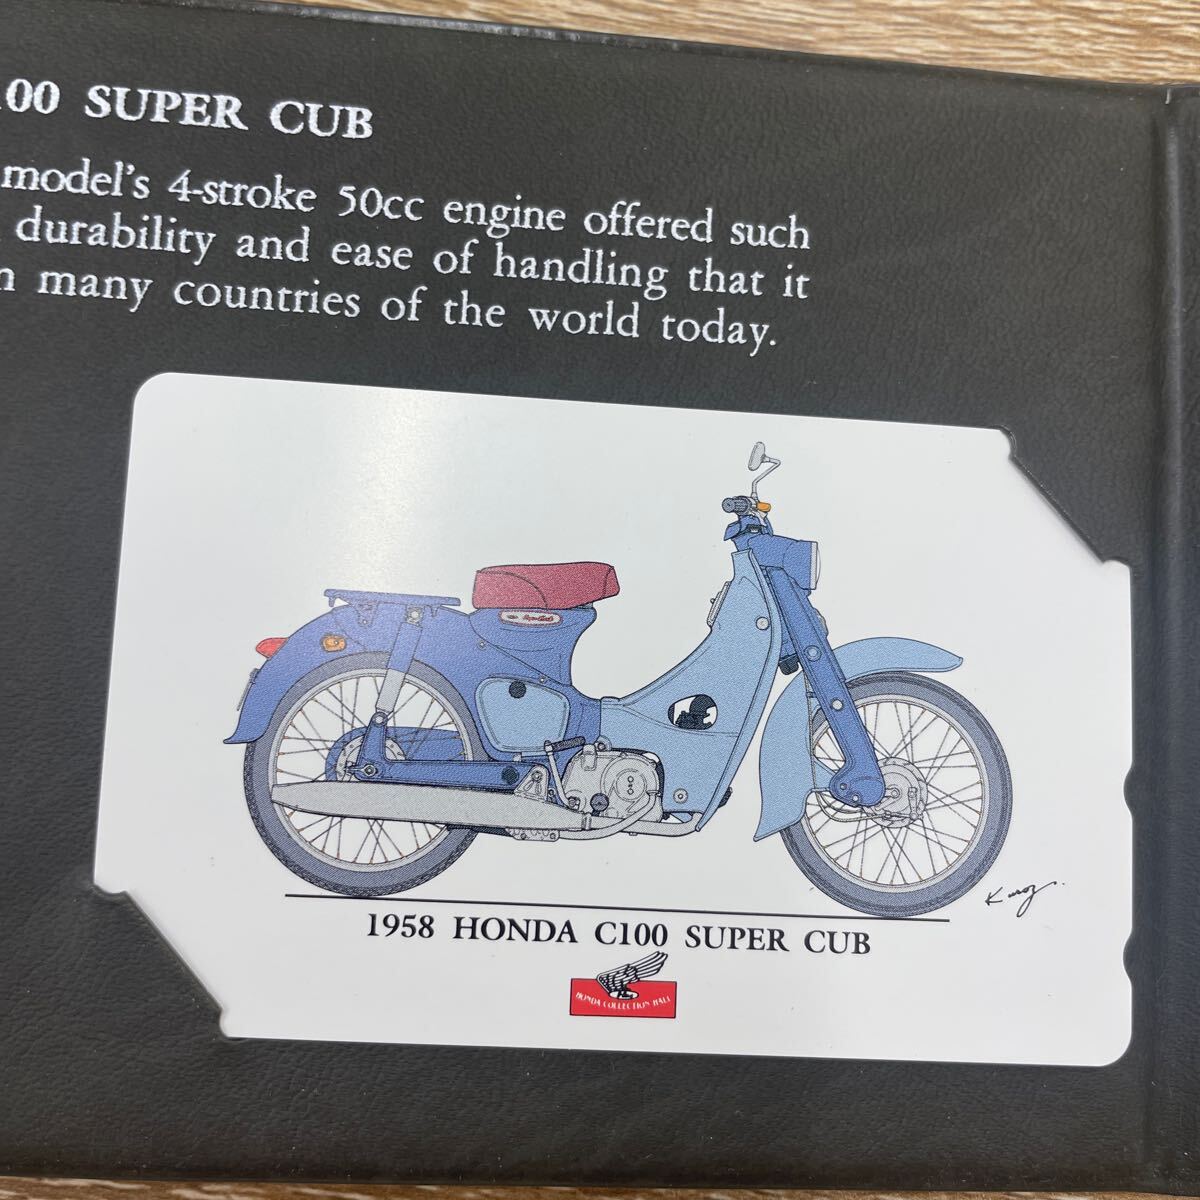 100 SUPER CUB
model's 4-stroke 50cc engine offered such
durability and ease of handling that it
many countries of the world today.
1958 HONDA C100 SUPER CUB
HONDA COLLECTION HALL